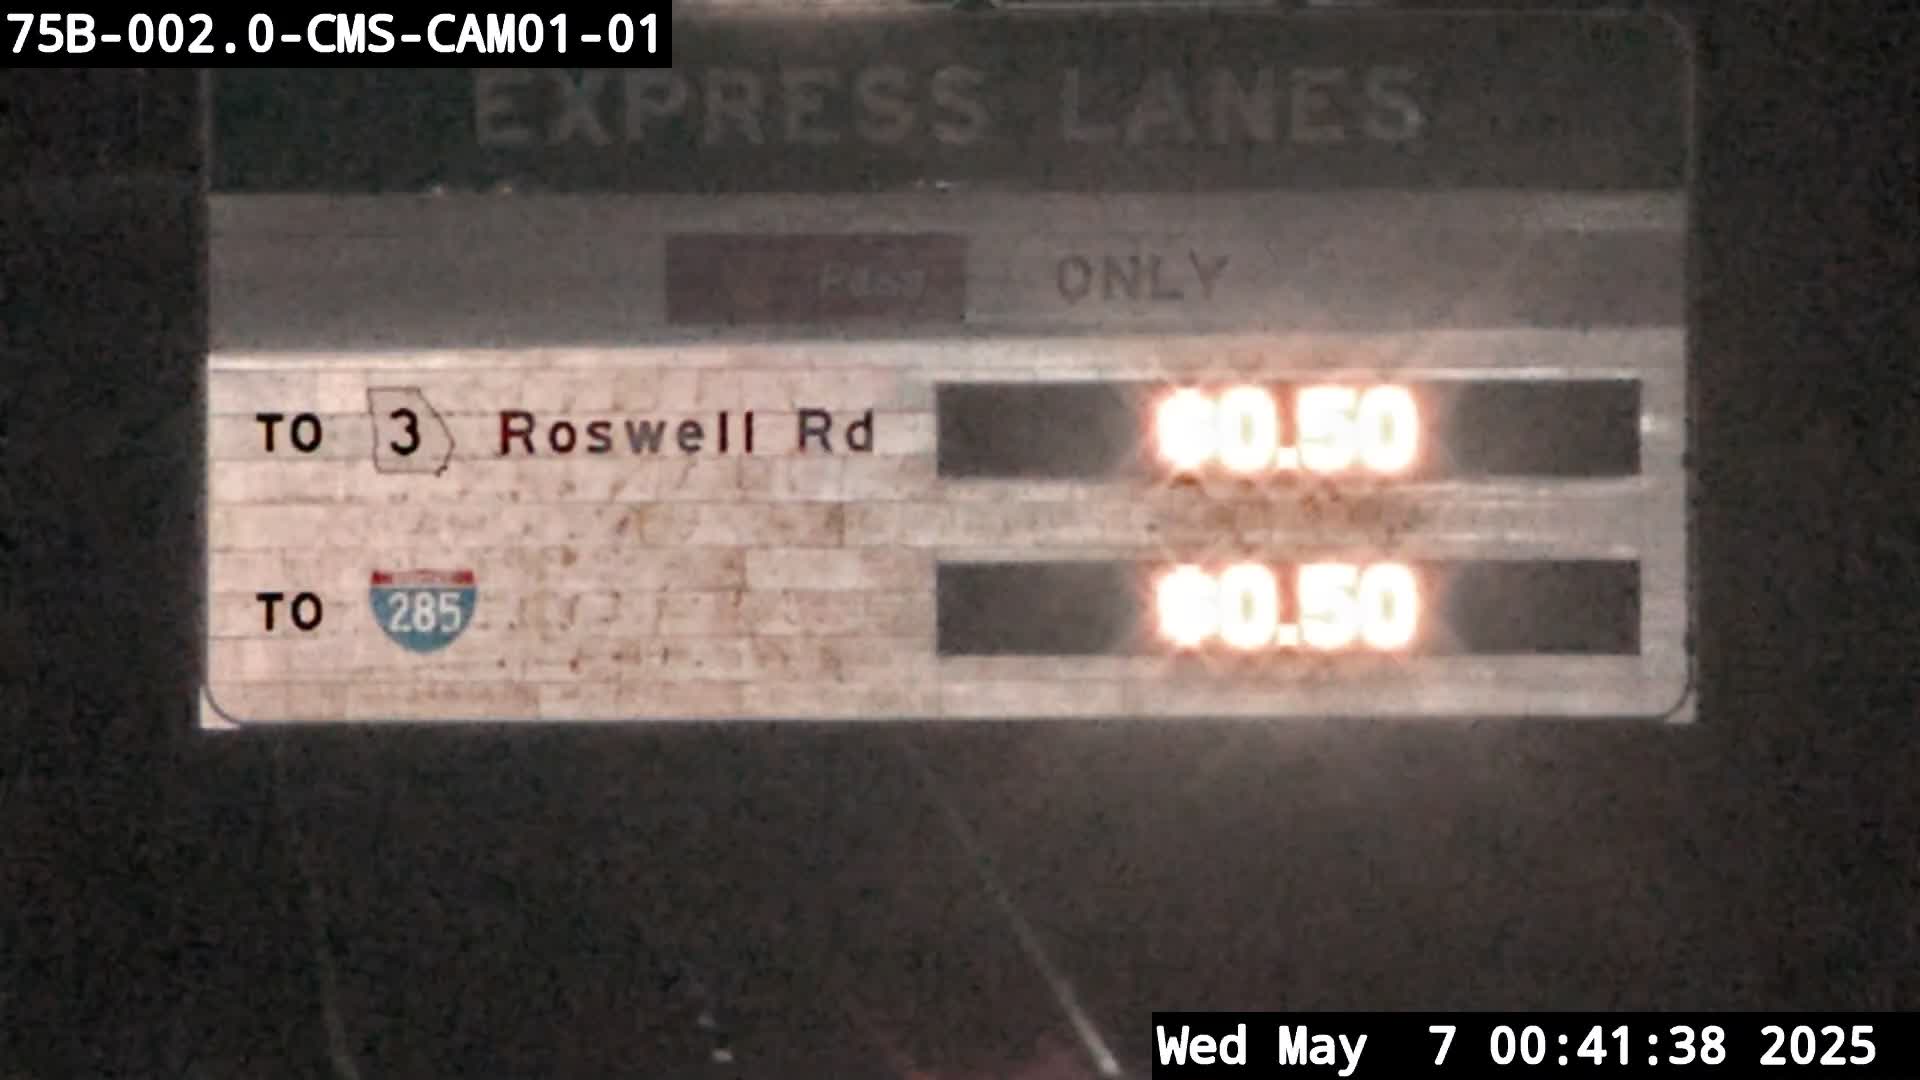 75B-002.0-CMS-CAM01-01
EXPRESS LANES
Pass ONLY
TO 3 Roswell Rd $0.50
TO 285 $0.50
Wed May 7 00:41:38 2025